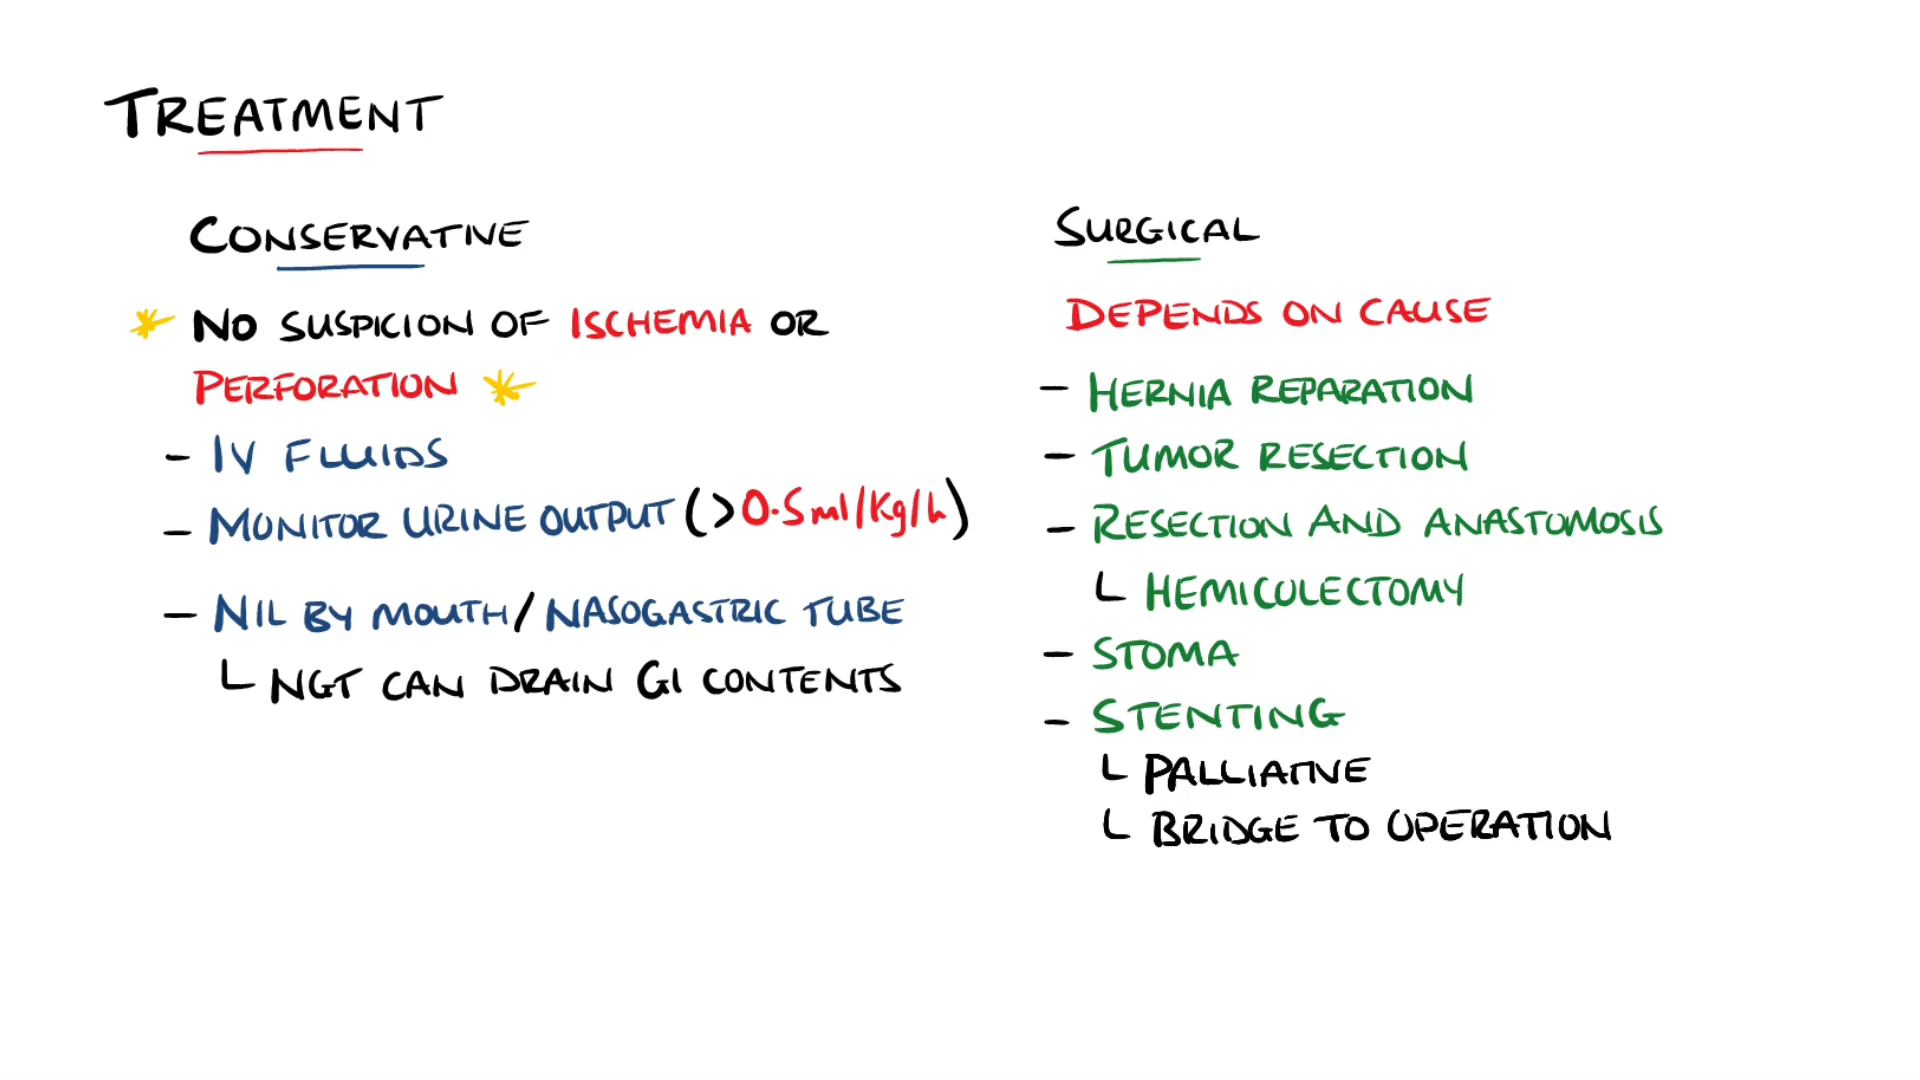 TREATMENT
CONSERVATIVE
* NO SUSPICION OF ISCHEMIA OR
PERFORATION *
- IV FLUIDS
- MONITOR URINE OUTPUT (>0.5ml/Kg/h)
- NIL BY MOUTH/NASOGASTRIC TUBE
└ NGT CAN DRAIN GI CONTENTS
SURGICAL
DEPENDS ON CAUSE
- HERNIA REPARATION
- TUMOR RESECTION
- RESECTION AND ANASTOMOSIS
└ HEMICOLECTOMY
- STOMA
- STENTING
└ PALLIATIVE
└ BRIDGE TO OPERATION